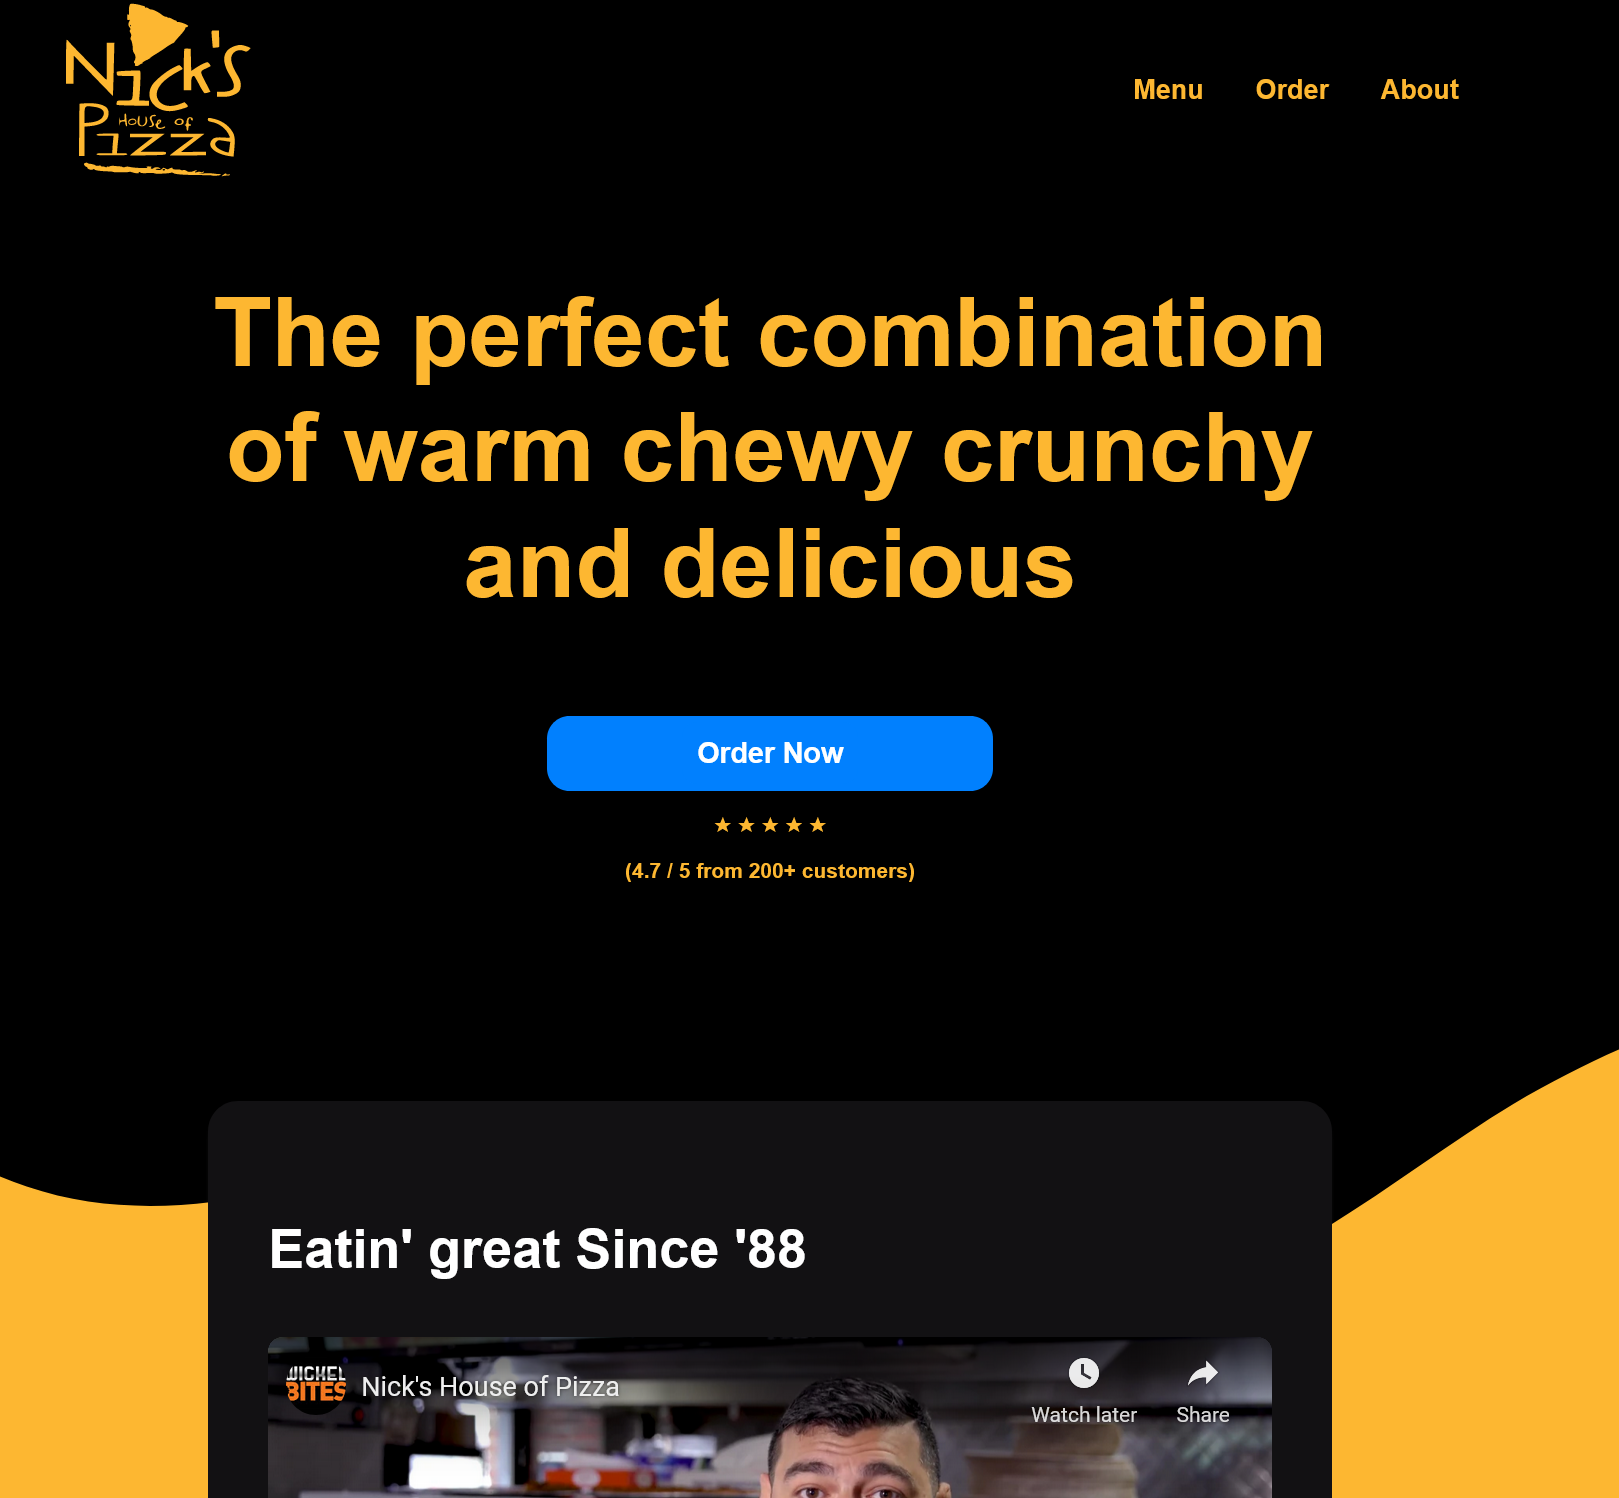 Nick's
House of
Pizza
Menu Order About
The perfect combination
of warm chewy crunchy
and delicious
Order Now
★ ★ ★ ★ ★
(4.7 / 5 from 200+ customers)
Eatin' great Since '88
BITES
Nick's House of Pizza
Watch later Share